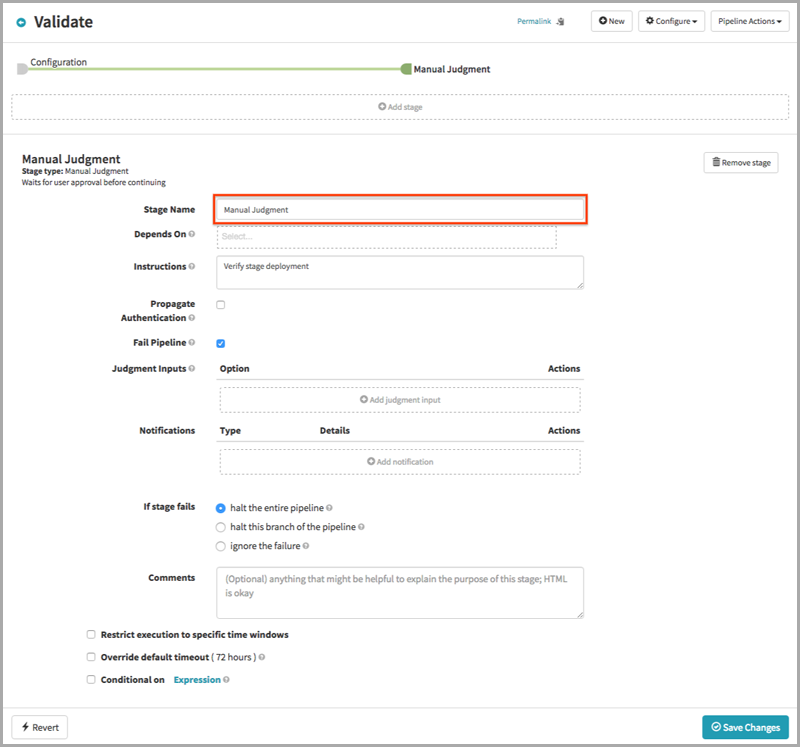 Validate
Permalink
New
Configure
Pipeline Actions
Configuration
Manual Judgment
Add stage
Manual Judgment
Stage type: Manual Judgment
Waits for user approval before continuing
Remove stage
Stage Name
Manual Judgment
Depends On
Select...
Instructions
Verify stage deployment
Propagate
Authentication
Fail Pipeline
Judgment Inputs
Option
Actions
Add judgment input
Notifications
Type
Details
Actions
Add notification
If stage fails
halt the entire pipeline
halt this branch of the pipeline
ignore the failure
Comments
(Optional) anything that might be helpful to explain the purpose of this stage; HTML
is okay
Restrict execution to specific time windows
Override default timeout ( 72 hours )
Conditional on Expression
Revert
Save Changes